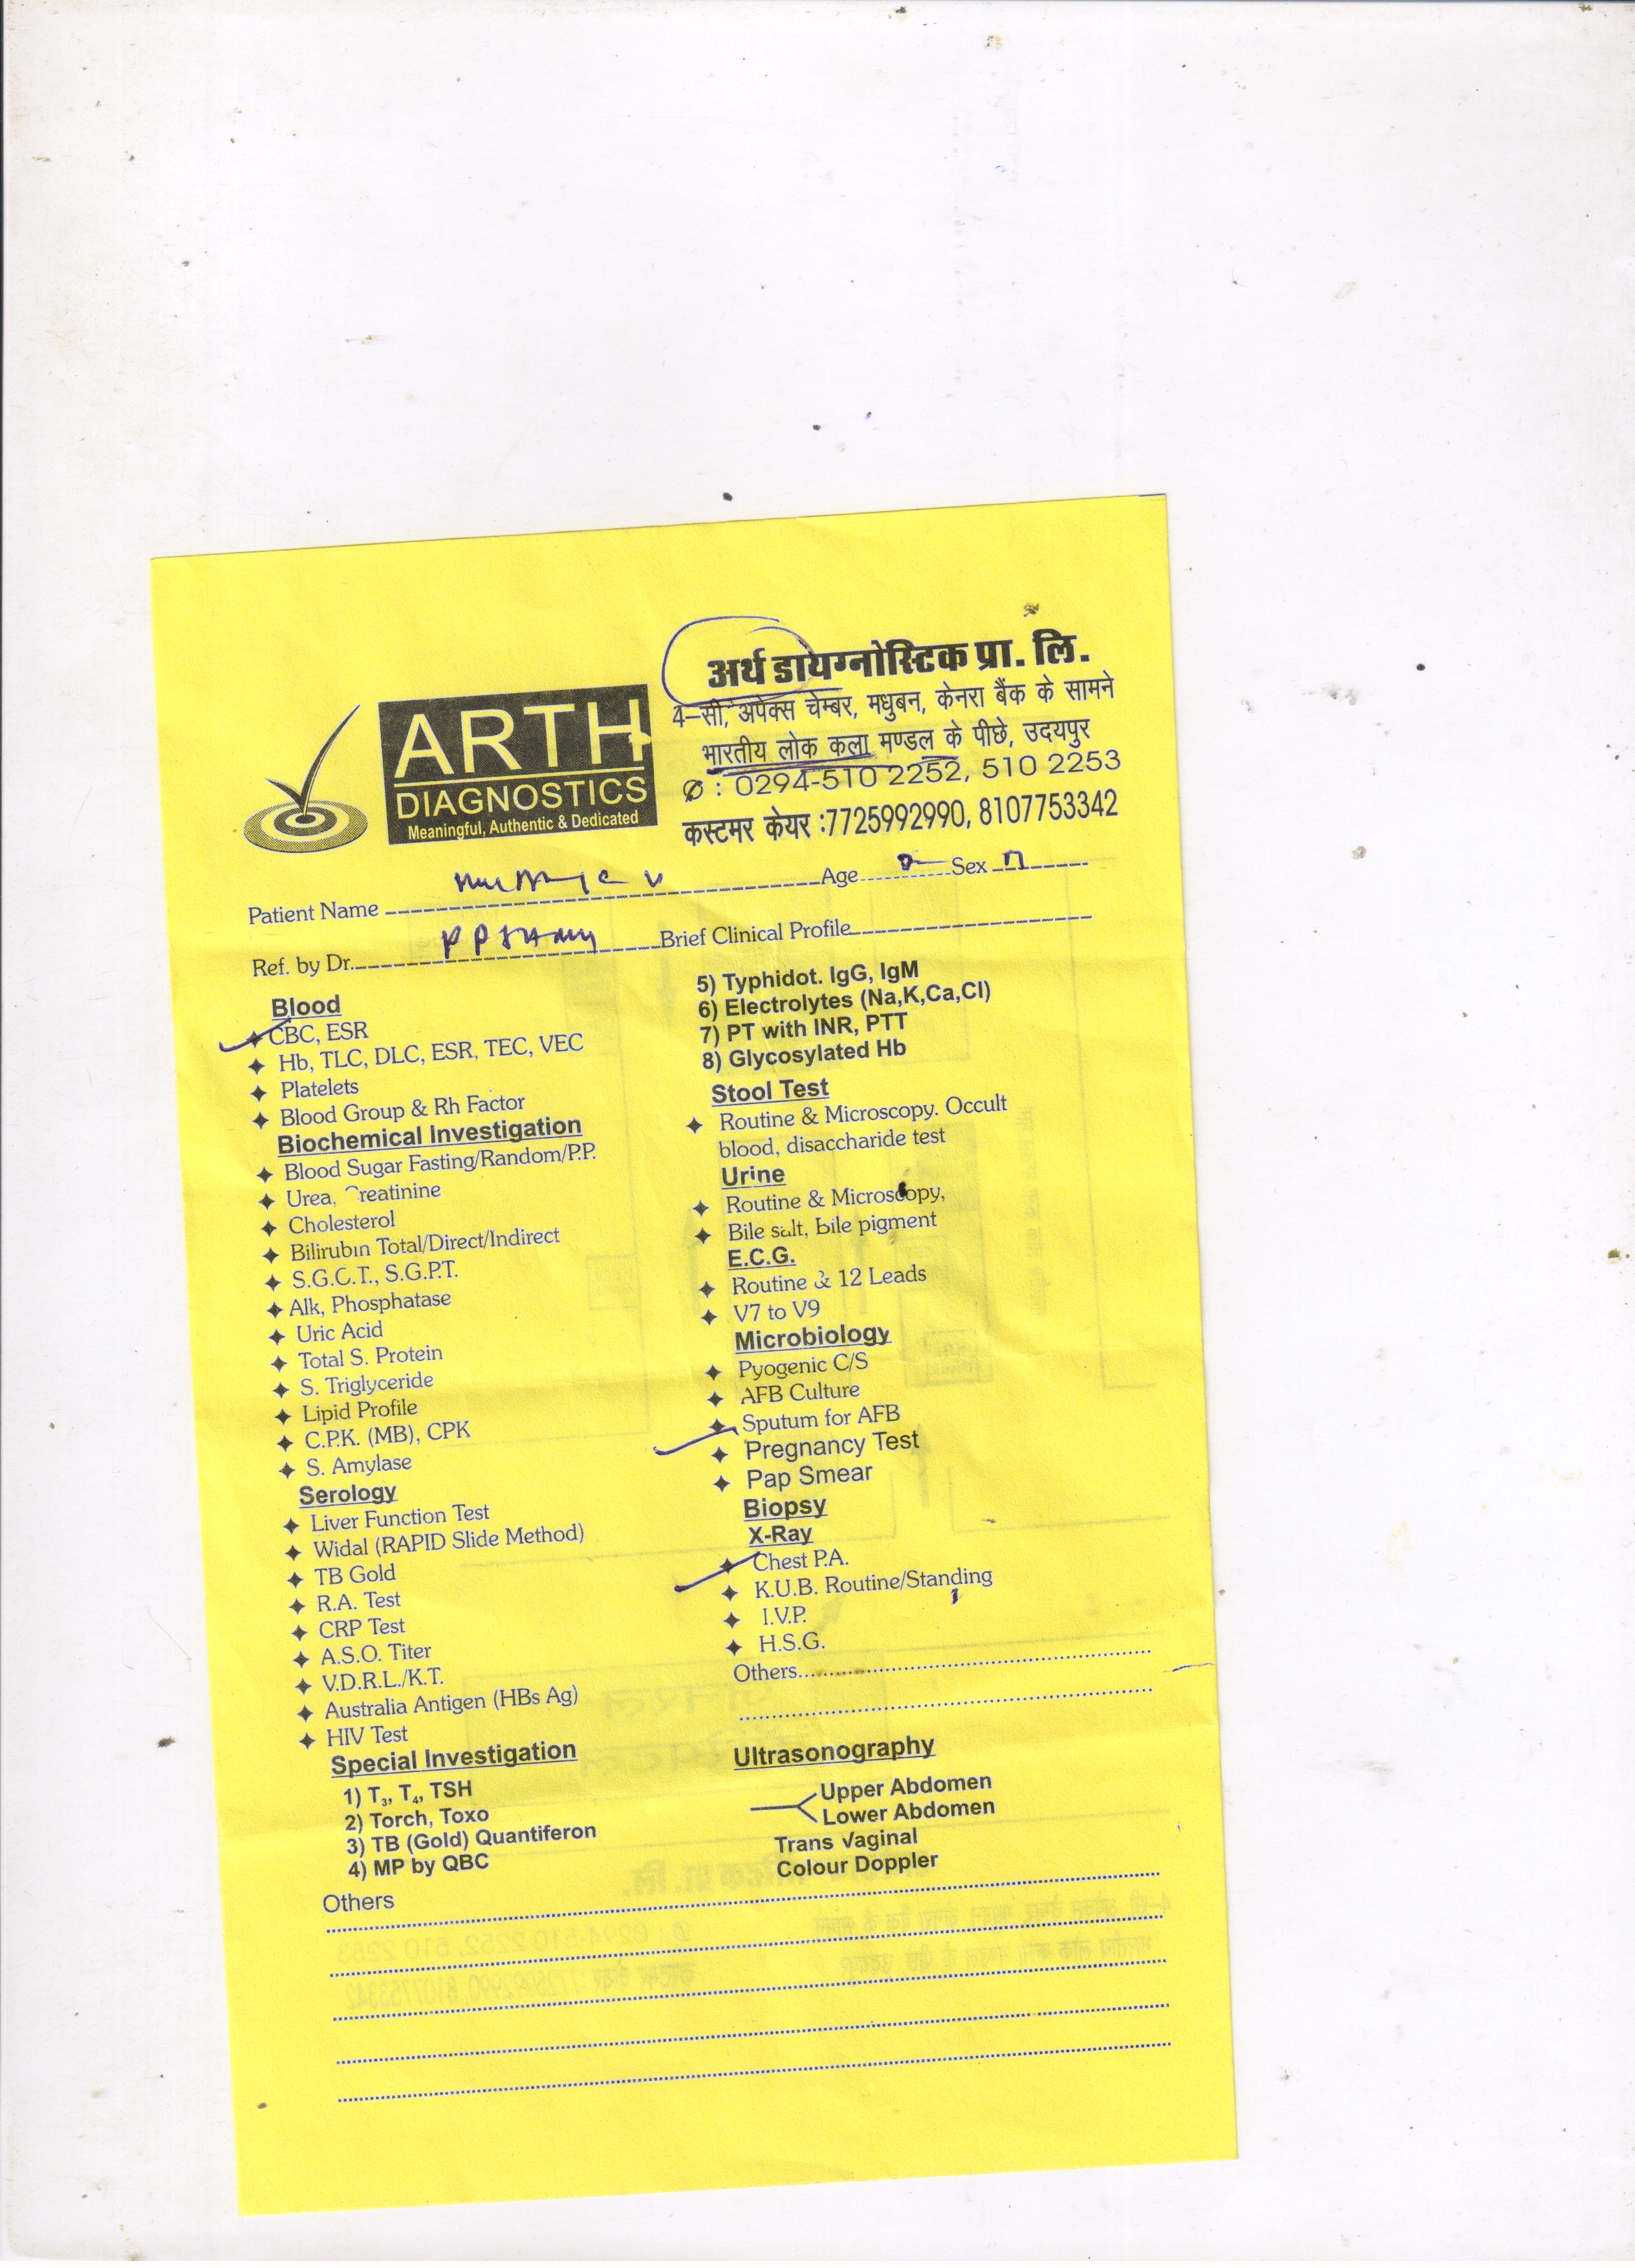 अर्थ डायग्नोस्टिक प्रा. लि.
4-सी, अपेक्स चेम्बर, मधुबन, केनरा बैंक के सामने
भारतीय लोक कला मण्डल के पीछे, उदयपुर
✆ : 0294-510 2252, 510 2253
कस्टमर केयर :7725992990, 8107753342
ARTH
DIAGNOSTICS
Meaningful, Authentic & Dedicated
Patient Name Age Sex
Ref. by Dr. Brief Clinical Profile
Blood
CBC, ESR
Hb, TLC, DLC, ESR, TEC, VEC
Platelets
Blood Group & Rh Factor
Biochemical Investigation
Blood Sugar Fasting/Random/P.P.
Urea, Creatinine
Cholesterol
Bilirubin Total/Direct/Indirect
S.G.O.T., S.G.P.T.
Alk, Phosphatase
Uric Acid
Total S. Protein
S. Triglyceride
Lipid Profile
C.P.K. (MB), CPK
S. Amylase
Serology
Liver Function Test
Widal (RAPID Slide Method)
TB Gold
R.A. Test
CRP Test
A.S.O. Titer
V.D.R.L./K.T.
Australia Antigen (HBs Ag)
HIV Test
Special Investigation
1) T3, T4, TSH
2) Torch, Toxo
3) TB (Gold) Quantiferon
4) MP by QBC
5) Typhidot. IgG, IgM
6) Electrolytes (Na,K,Ca,Cl)
7) PT with INR, PTT
8) Glycosylated Hb
Stool Test
Routine & Microscopy. Occult
blood, disaccharide test
Urine
Routine & Microscopy,
Bile salt, bile pigment
E.C.G.
Routine & 12 Leads
V7 to V9
Microbiology
Pyogenic C/S
AFB Culture
Sputum for AFB
Pregnancy Test
Pap Smear
Biopsy
X-Ray
Chest P.A.
K.U.B. Routine/Standing
I.V.P.
H.S.G.
Others
Ultrasonography
Upper Abdomen
Lower Abdomen
Trans Vaginal
Colour Doppler
Others